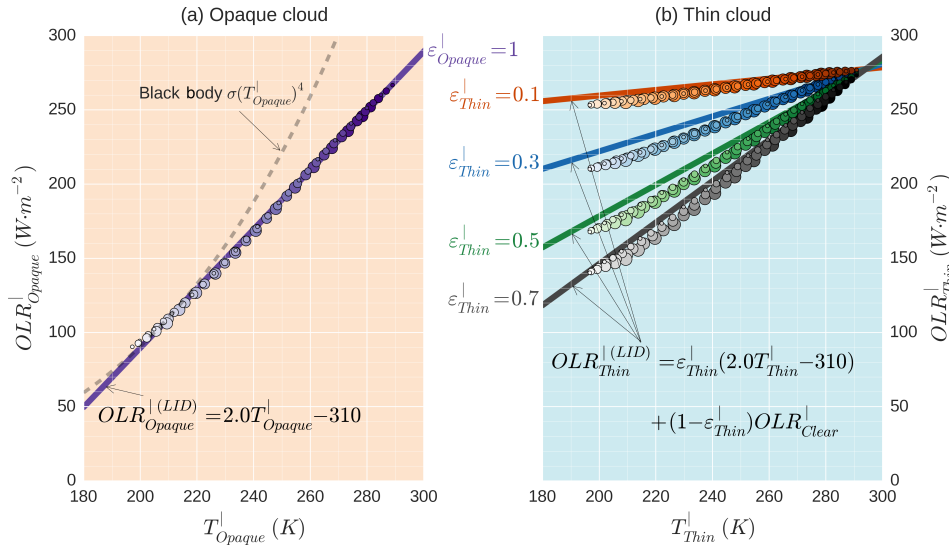 (a) Opaque cloud
(b) Thin cloud
300
250
200
150
100
50
0
180 200 220 240 260 280 300
OLR|Opaque (W·m−2)
T|Opaque (K)
Black body σ(T|Opaque)4
OLR|(LID)Opaque =2.0T|Opaque−310
ε|Opaque=1
ε|Thin=0.1
ε|Thin=0.3
ε|Thin=0.5
ε|Thin=0.7
OLR|(LID)Thin =ε|Thin(2.0T|Thin−310)
+(1−ε|Thin)OLR|Clear
180 200 220 240 260 280 300
T|Thin (K)
300
250
200
150
100
50
0
OLR|Thin (W·m−2)